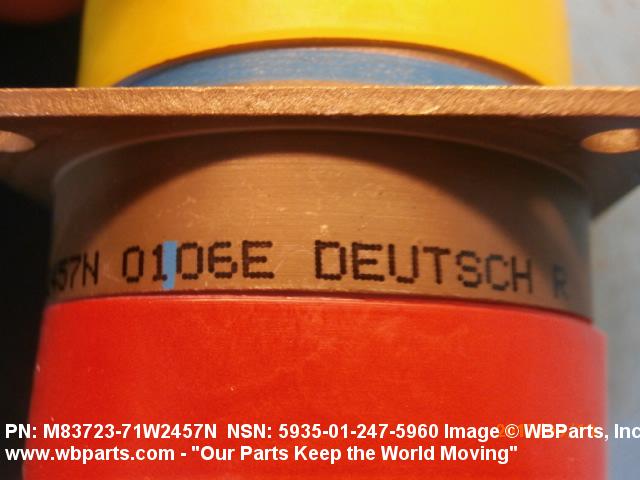 457N 0106E DEUTSCH R
PN: M83723-71W2457N NSN: 5935-01-247-5960 Image © WBParts, Inc
www.wbparts.com - "Our Parts Keep the World Moving"